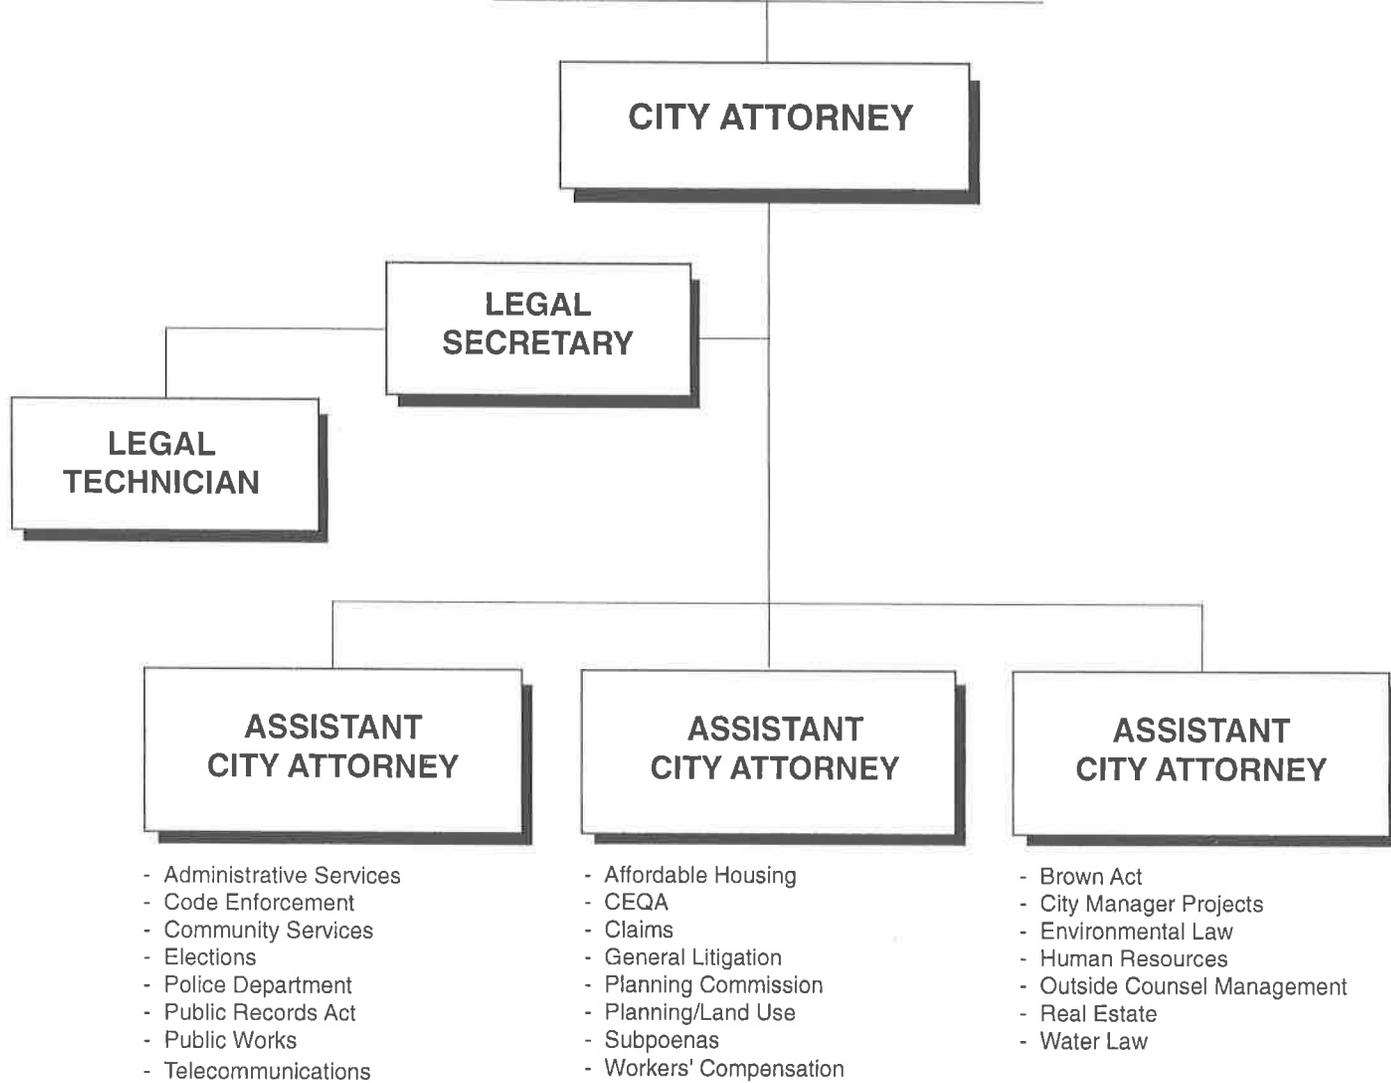 CITY ATTORNEY
LEGAL
SECRETARY
LEGAL
TECHNICIAN
ASSISTANT
CITY ATTORNEY
- Administrative Services
- Code Enforcement
- Community Services
- Elections
- Police Department
- Public Records Act
- Public Works
- Telecommunications
ASSISTANT
CITY ATTORNEY
- Affordable Housing
- CEQA
- Claims
- General Litigation
- Planning Commission
- Planning/Land Use
- Subpoenas
- Workers' Compensation
ASSISTANT
CITY ATTORNEY
- Brown Act
- City Manager Projects
- Environmental Law
- Human Resources
- Outside Counsel Management
- Real Estate
- Water Law